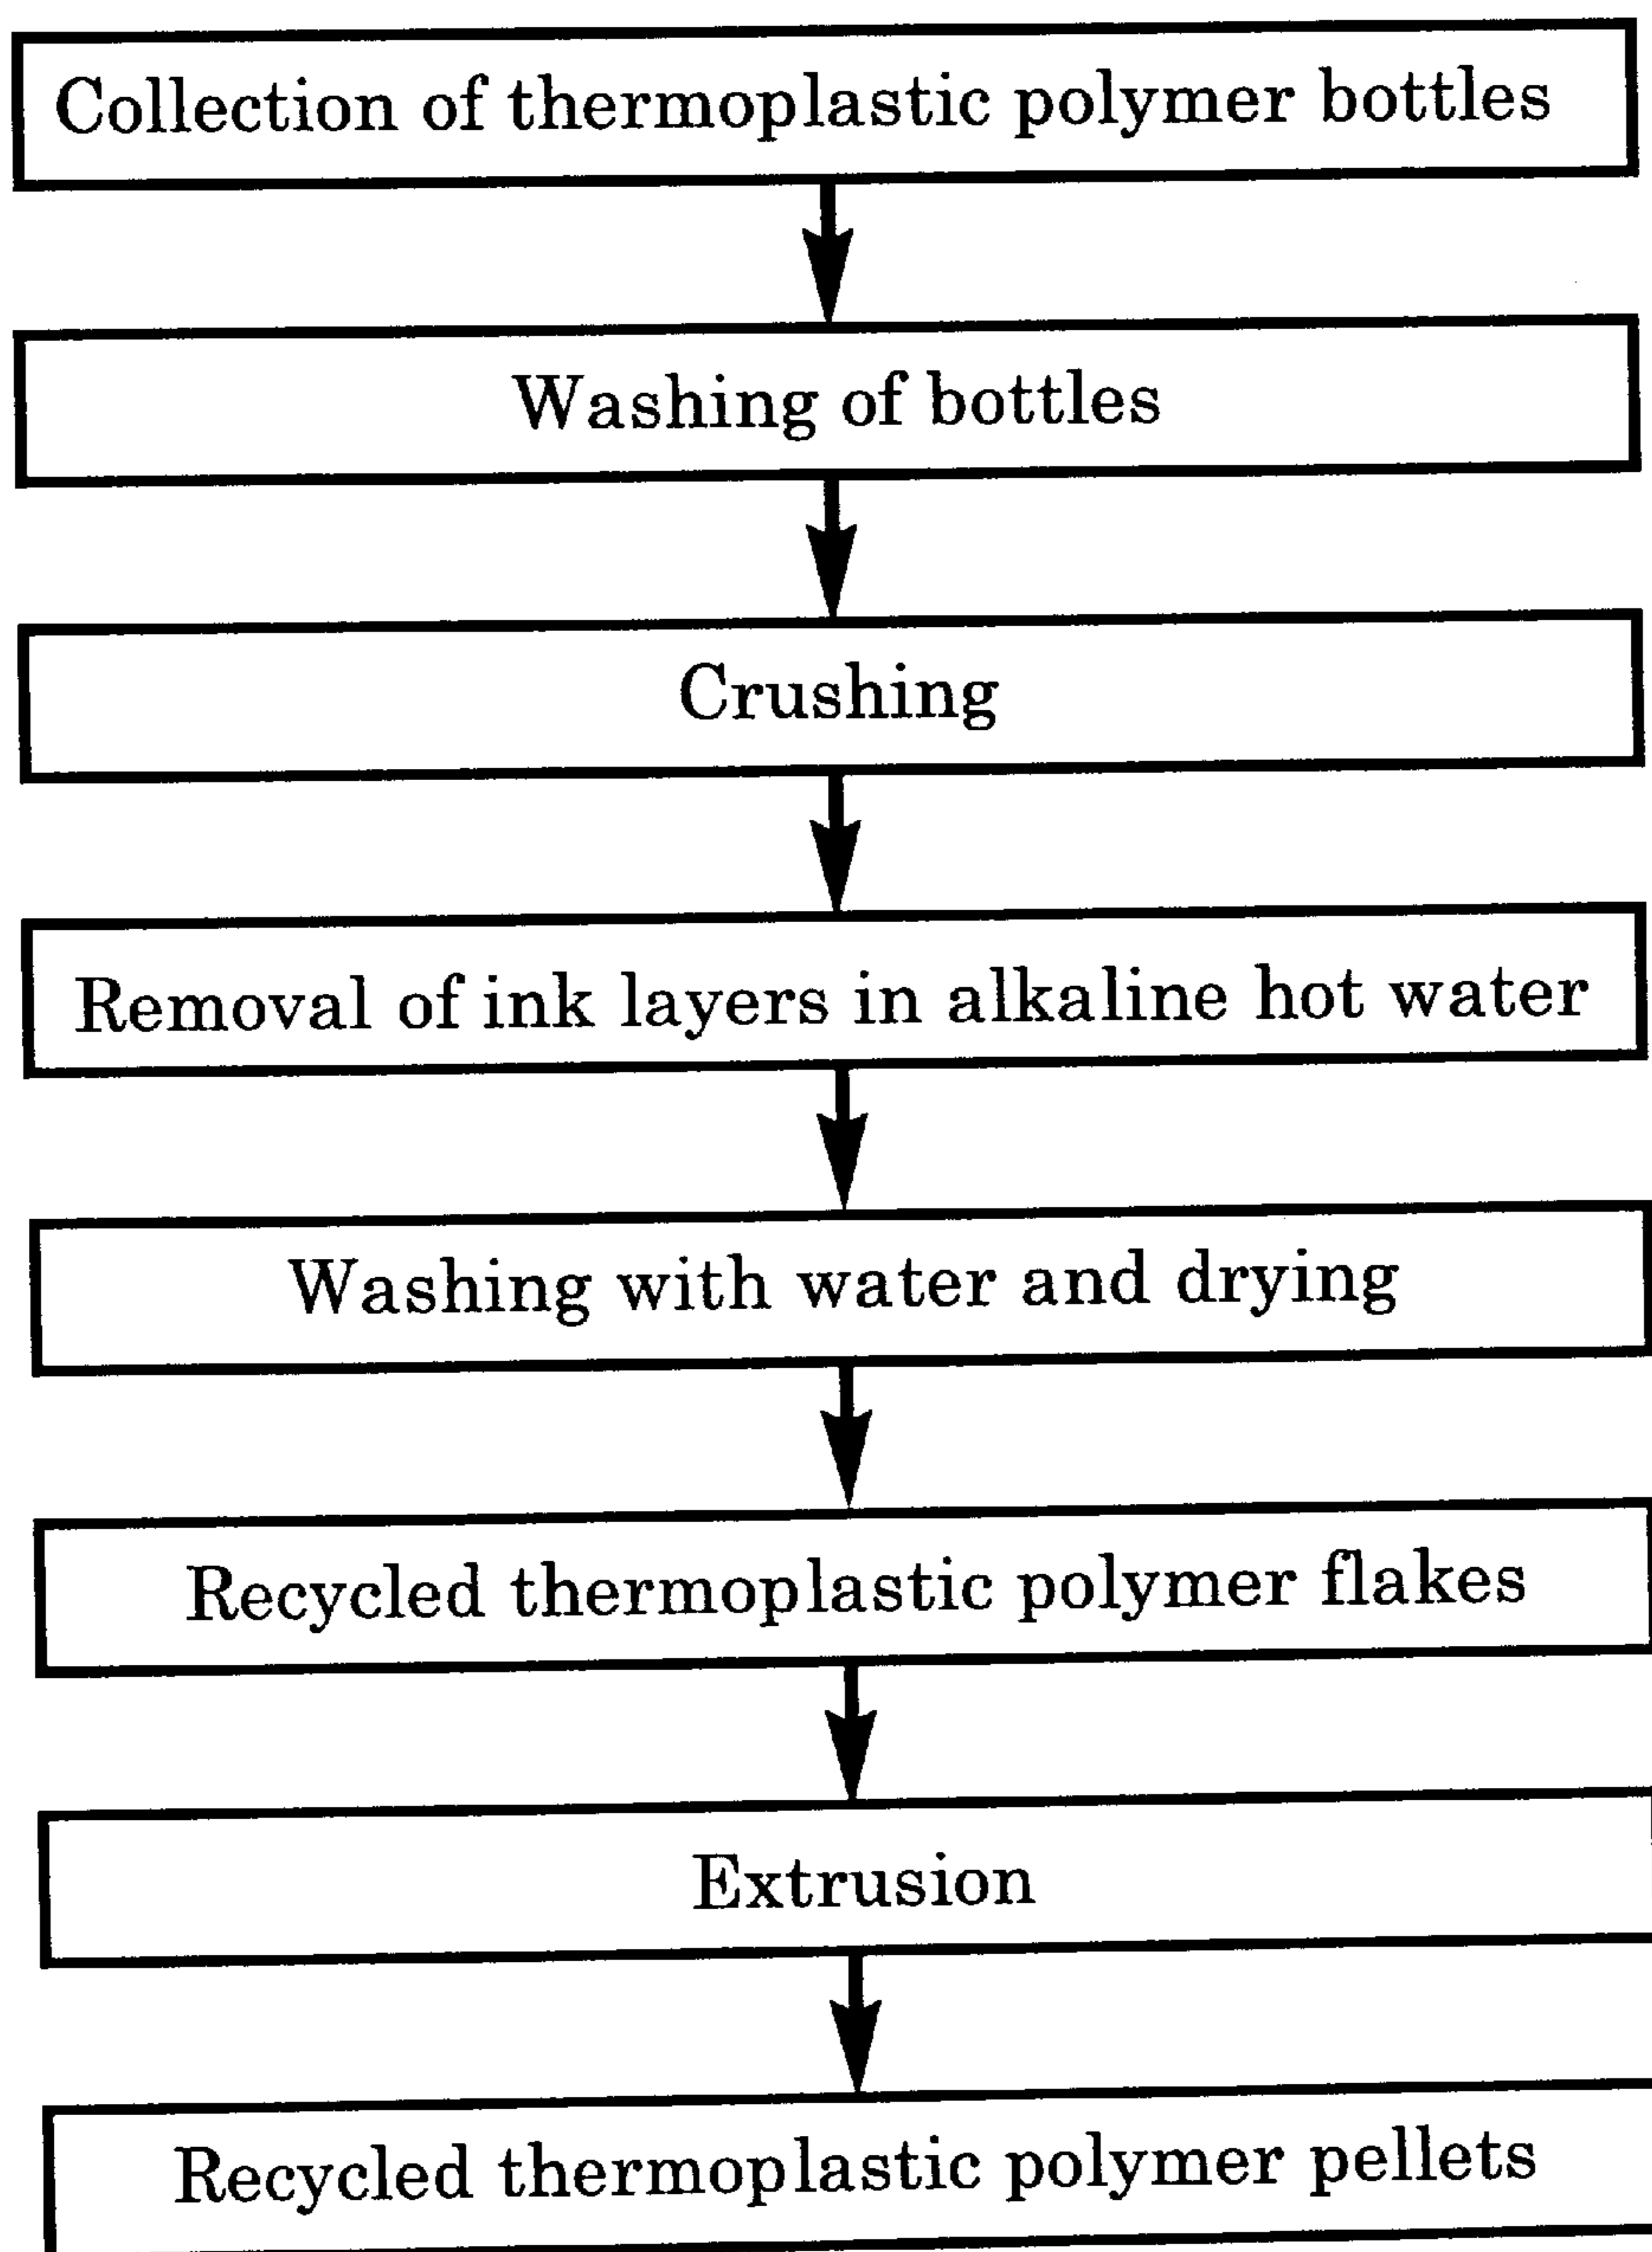 Collection of thermoplastic polymer bottles
Washing of bottles
Crushing
Removal of ink layers in alkaline hot water
Washing with water and drying
Recycled thermoplastic polymer flakes
Extrusion
Recycled thermoplastic polymer pellets